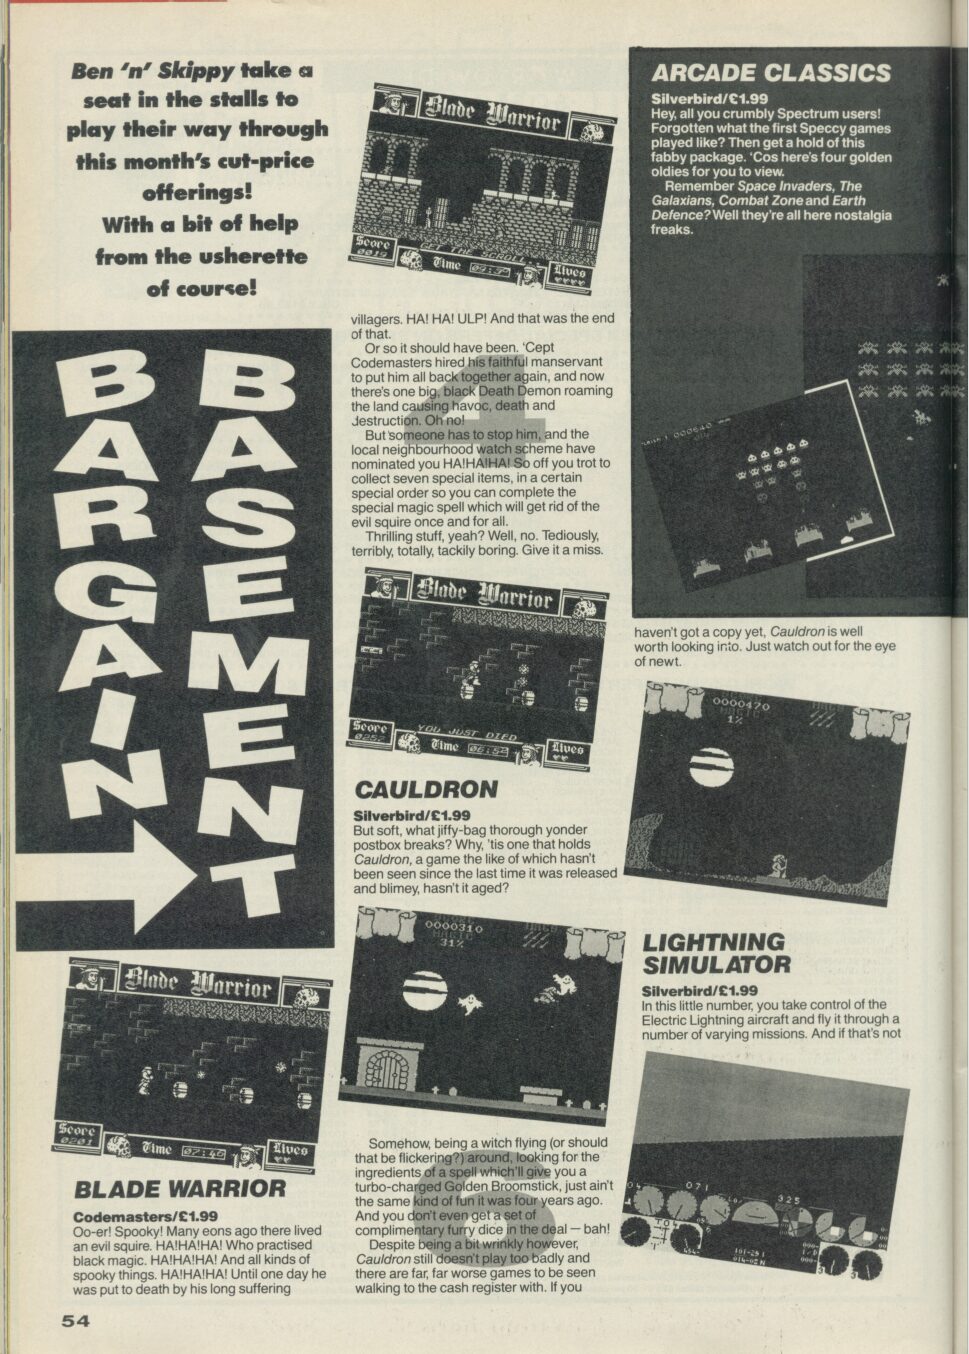 Ben 'n' Skippy take a
seat in the stalls to
play their way through
this month's cut-price
offerings!
With a bit of help
from the usherette
of course!
BARGAIN
BASEMENT
Blade Warrior
Score
0201
Time
07:46
Lives
BLADE WARRIOR
Codemasters/£1.99
Oo-er! Spooky! Many eons ago there lived
an evil squire. HA!HA!HA! Who practised
black magic. HA!HA!HA! And all kinds of
spooky things. HA!HA!HA! Until one day he
was put to death by his long suffering
54
Blade Warrior
GET THE SCROLL
Score
0019
Time
Lives
villagers. HA! HA! ULP! And that was the end
of that.
Or so it should have been. 'Cept
Codemasters hired his faithful manservant
to put him all back together again, and now
there's one big, black Death Demon roaming
the land causing havoc, death and
Jestruction. Oh no!
But someone has to stop him, and the
local neighbourhood watch scheme have
nominated you HA!HA!HA! So off you trot to
collect seven special items, in a certain
special order so you can complete the
special magic spell which will get rid of the
evil squire once and for all.
Thrilling stuff, yeah? Well, no. Tediously,
terribly, totally, tackily boring. Give it a miss.
4
Blade Warrior
YOU JUST DIED
Score
0252
Time
06:54
Lives
CAULDRON
Silverbird/£1.99
But soft, what jiffy-bag thorough yonder
postbox breaks? Why, 'tis one that holds
Cauldron, a game the like of which hasn't
been seen since the last time it was released
and blimey, hasn't it aged?
0000310
MAGIC
31%
Somehow, being a witch flying (or should
that be flickering?) around, looking for the
ingredients of a spell which'll give you a
turbo-charged Golden Broomstick, just ain't
the same kind of fun it was four years ago.
And you don't even get a set of
complimentary furry dice in the deal — bah!
Despite being a bit wrinkly however,
Cauldron still doesn't play too badly and
there are far, far worse games to be seen
walking to the cash register with. If you
6
ARCADE CLASSICS
Silverbird/£1.99
Hey, all you crumbly Spectrum users!
Forgotten what the first Speccy games
played like? Then get a hold of this
fabby package. 'Cos here's four golden
oldies for you to view.
Remember Space Invaders, The
Galaxians, Combat Zone and Earth
Defence? Well they're all here nostalgia
freaks.
000640
haven't got a copy yet, Cauldron is well
worth looking into. Just watch out for the eye
of newt.
0000470
MAGIC
1%
LIGHTNING
SIMULATOR
Silverbird/£1.99
In this little number, you take control of the
Electric Lightning aircraft and fly it through a
number of varying missions. And if that's not
071
325